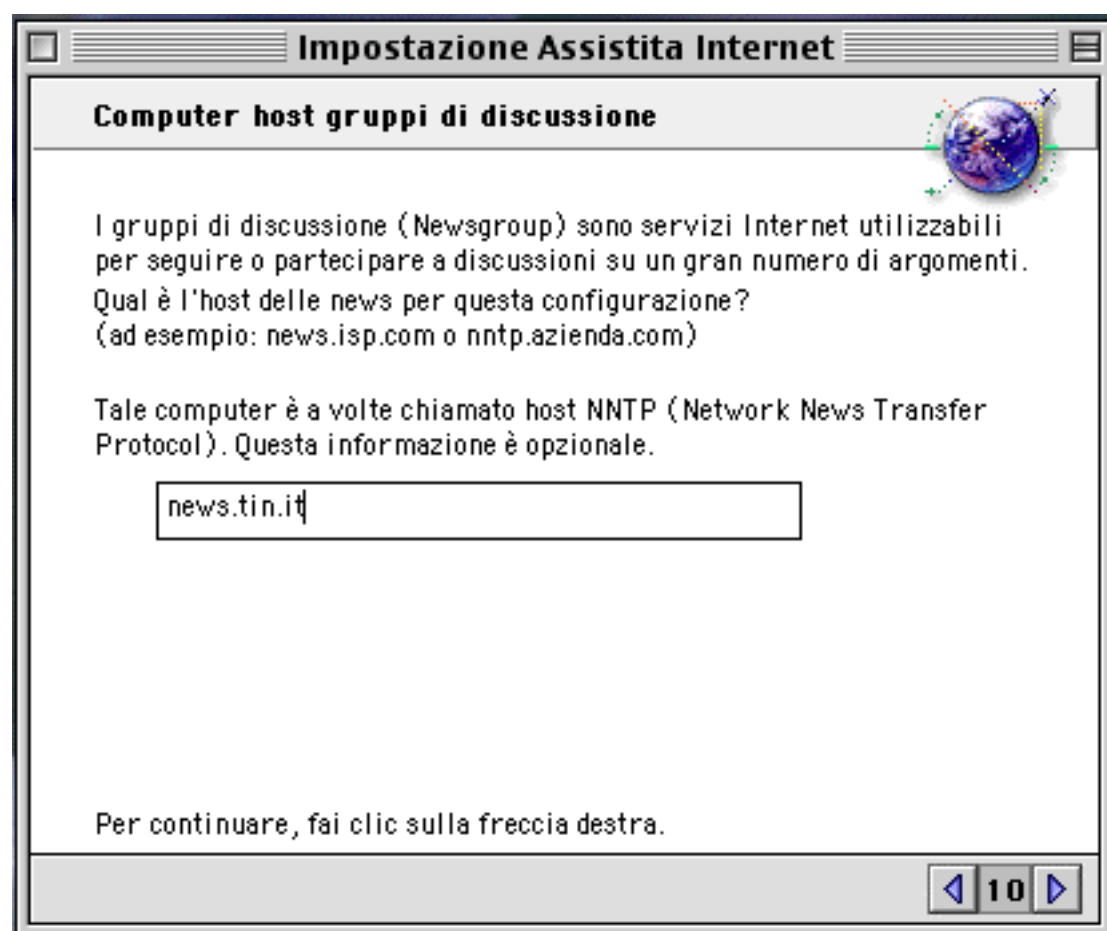 Impostazione Assistita Internet
Computer host gruppi di discussione
I gruppi di discussione (Newsgroup) sono servizi Internet utilizzabili
per seguire o partecipare a discussioni su un gran numero di argomenti.
Qual è l'host delle news per questa configurazione?
(ad esempio: news.isp.com o nntp.azienda.com)
Tale computer è a volte chiamato host NNTP (Network News Transfer
Protocol). Questa informazione è opzionale.
news.tin.it
Per continuare, fai clic sulla freccia destra.
10